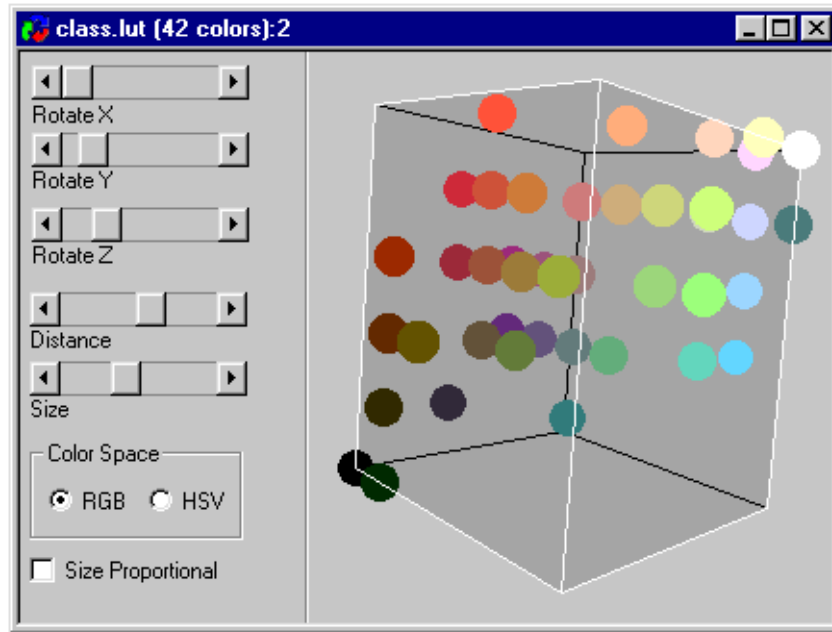 class.lut (42 colors):2
Rotate X
Rotate Y
Rotate Z
Distance
Size
Color Space
RGB HSV
Size Proportional